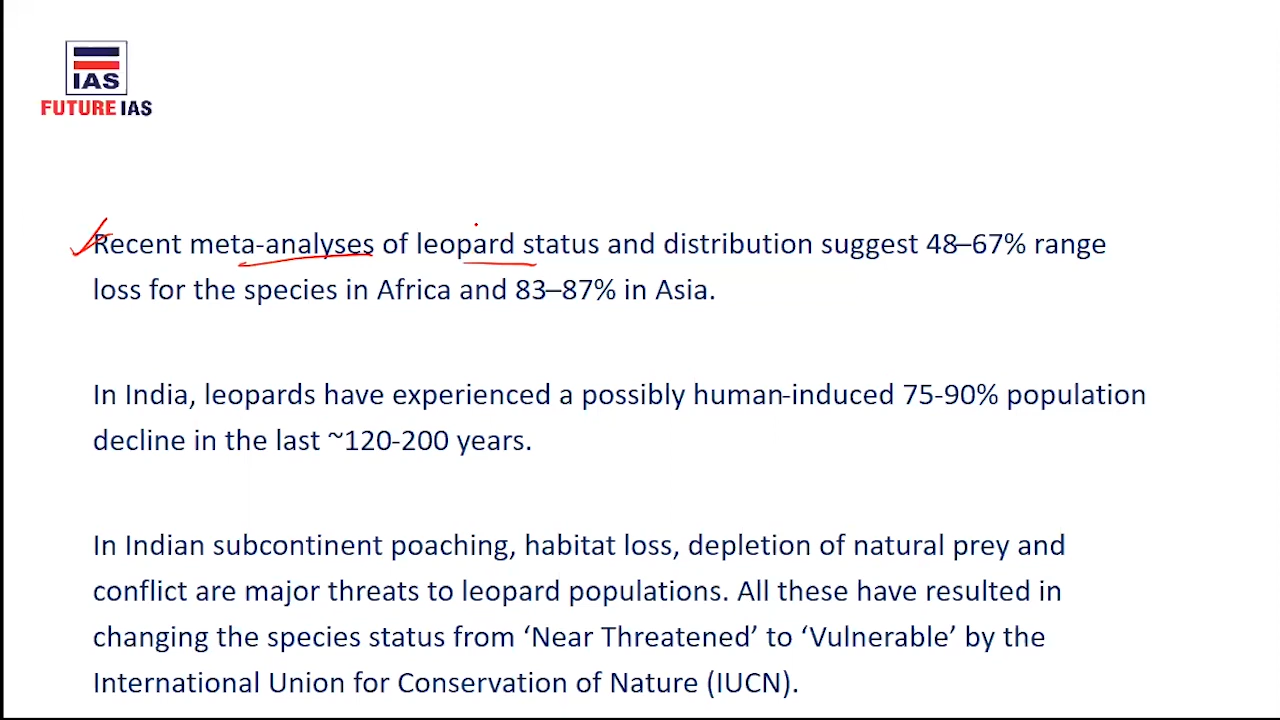 IAS
FUTURE IAS
Recent meta-analyses of leopard status and distribution suggest 48–67% range
loss for the species in Africa and 83–87% in Asia.
In India, leopards have experienced a possibly human-induced 75-90% population
decline in the last ~120-200 years.
In Indian subcontinent poaching, habitat loss, depletion of natural prey and
conflict are major threats to leopard populations. All these have resulted in
changing the species status from ‘Near Threatened’ to ‘Vulnerable’ by the
International Union for Conservation of Nature (IUCN).